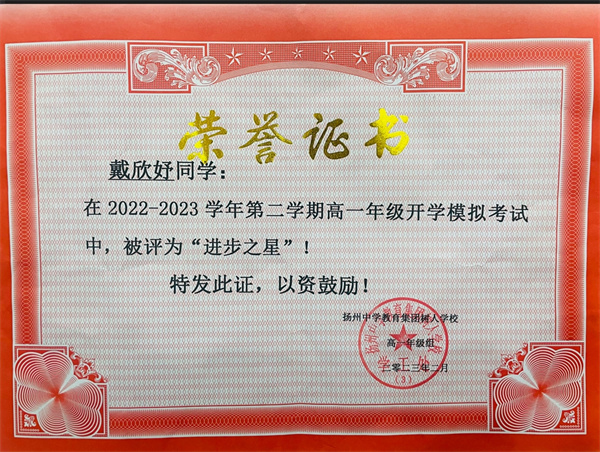 荣誉证书
戴欣妤同学：
在 2022-2023 学年第二学期高一年级开学模拟考试
中，被评为“进步之星”！
特发此证，以资鼓励！
扬州中学教育集团树人学校
高一年级组
二零二三年二月
（3）